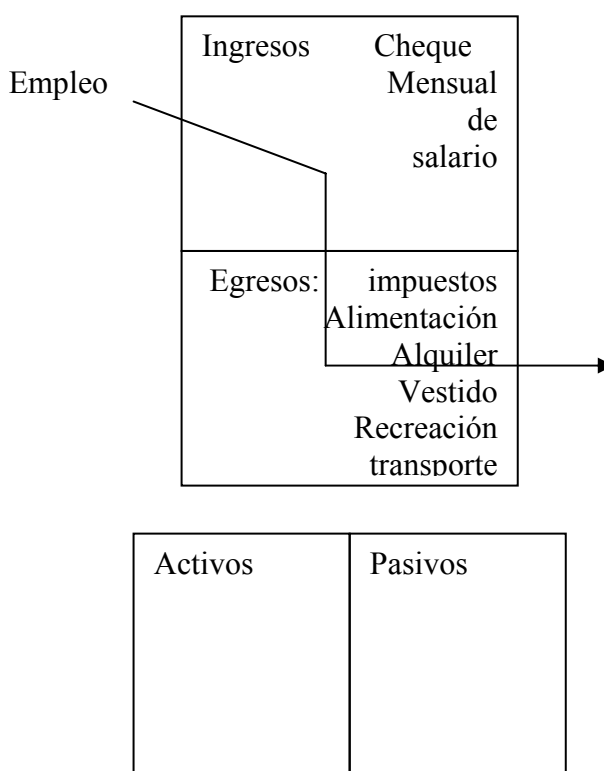 Ingresos Cheque
Empleo Mensual
de
salario
Egresos: impuestos
Alimentación
Alquiler
Vestido
Recreación
transporte
Activos Pasivos